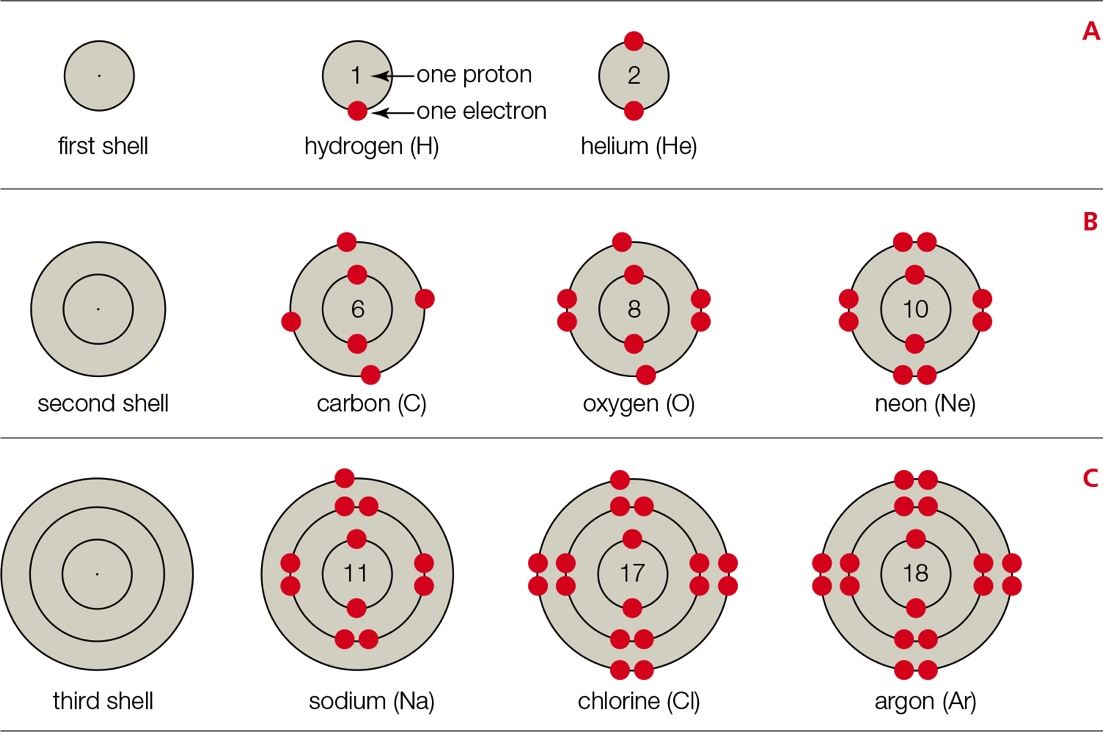 A
1
one proton
2
one electron
first shell
hydrogen (H)
helium (He)
B
6
8
10
second shell
carbon (C)
oxygen (O)
neon (Ne)
C
11
17
18
third shell
sodium (Na)
chlorine (Cl)
argon (Ar)